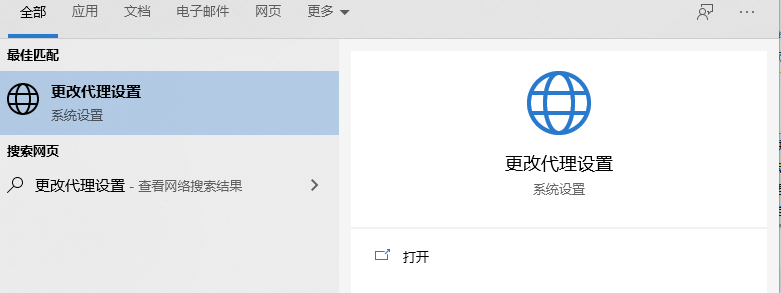 全部 应用 文档 电子邮件 网页 更多
最佳匹配
更改代理设置
系统设置
搜索网页
更改代理设置 - 查看网络搜索结果
更改代理设置
系统设置
打开